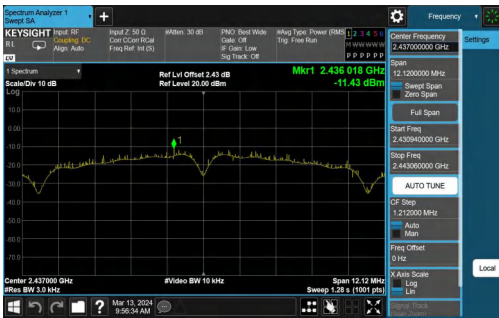 Spectrum Analyzer 1
Swept SA
Frequency
KEYSIGHT
RL
Input: RF
Coupling: DC
Align: Auto
Input Z: 50 Ω
Corr CCorr RCal
Freq Ref: Int (S)
#Atten: 30 dB
PNO: Best Wide
Gate: Off
IF Gain: Low
Sig Track: Off
#Avg Type: Power (RMS
Trig: Free Run
1 2 3 4 5 6
M W W W W W
P P P P P P
LV
1 Spectrum
Scale/Div 10 dB
Log
Ref Lvl Offset 2.43 dB
Ref Level 20.00 dBm
Mkr1 2.436 018 GHz
-11.43 dBm
10.0
0.00
-10.0
-20.0
-30.0
-40.0
-50.0
-60.0
-70.0
1
Center 2.437000 GHz
#Res BW 3.0 kHz
#Video BW 10 kHz
Span 12.12 MHz
Sweep 1.28 s (1001 pts)
Mar 13, 2024
9:56:34 AM
Center Frequency
2.437000000 GHz
Span
12.1200000 MHz
Swept Span
Zero Span
Full Span
Start Freq
2.430940000 GHz
Stop Freq
2.443060000 GHz
AUTO TUNE
CF Step
1.212000 MHz
Auto
Man
Freq Offset
0 Hz
X Axis Scale
Log
Lin
Signal Track
Settings
Local